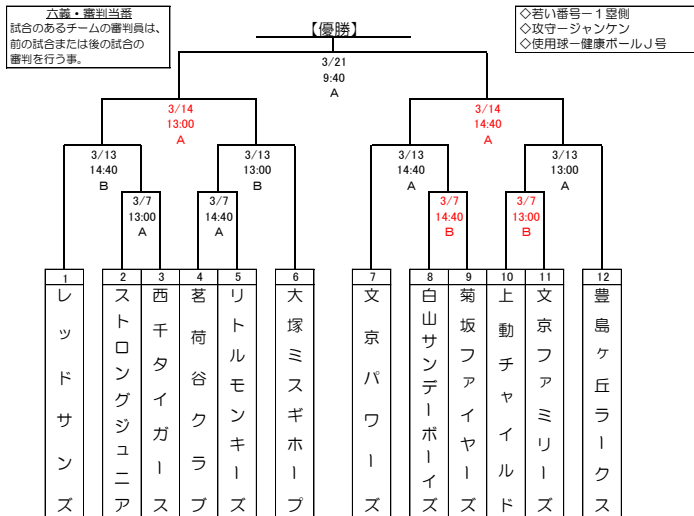 六義・審判当番
試合のあるチームの審判員は、
前の試合または後の試合の
審判を行う事。
【優勝】
◇若い番号ー1塁側
◇攻守ージャンケン
◇使用球ー健康ボールJ号
3/21
9:40
A
3/14
13:00
A
3/14
14:40
A
3/13
14:40
B
3/13
13:00
B
3/13
14:40
A
3/13
13:00
A
3/7
13:00
A
3/7
14:40
A
3/7
14:40
B
3/7
13:00
B
1
レッドサンズ
2
ストロングジュニア
3
西千タイガース
4
茗荷谷クラブ
5
リトルモンキーズ
6
大塚ミスギホープ
7
文京パワーズ
8
白山サンデーボーイズ
9
菊坂ファイヤーズ
10
上動チャイルド
11
文京ファミリーズ
12
豊島ヶ丘ラークス